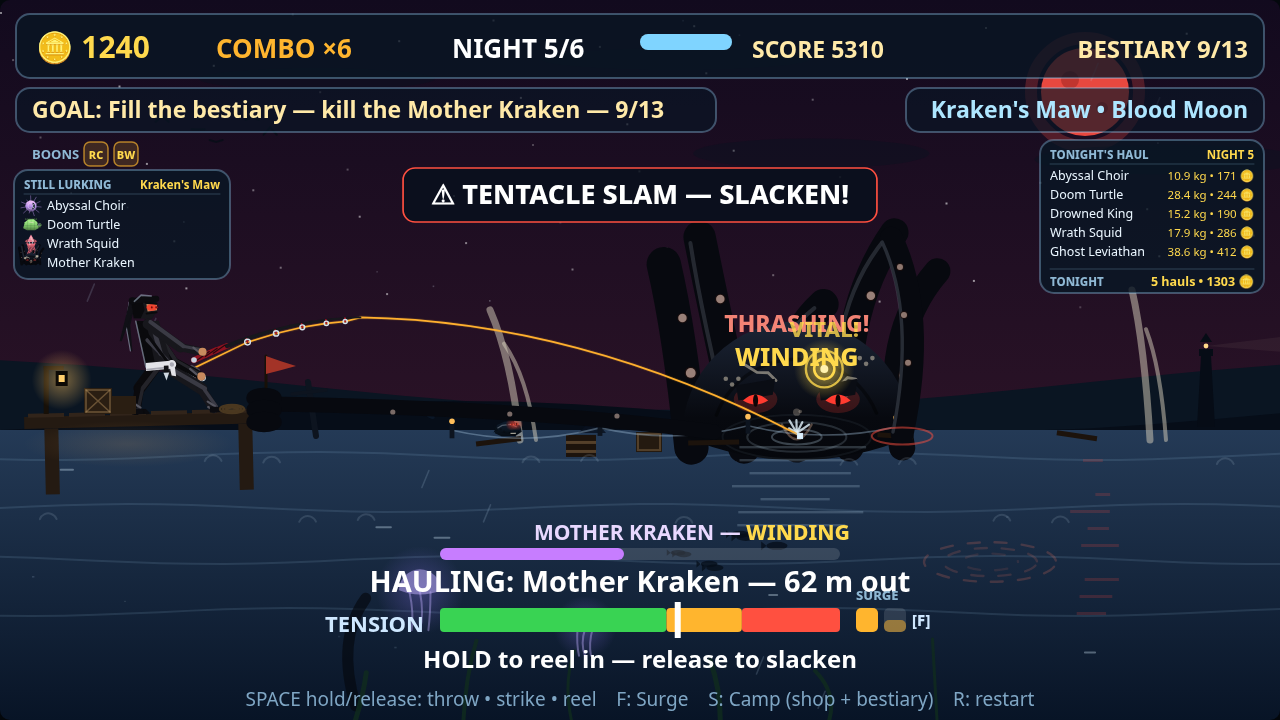 🪙 1240 COMBO ×6 NIGHT 5/6 SCORE 5310 BESTIARY 9/13
GOAL: Fill the bestiary — kill the Mother Kraken — 9/13
Kraken's Maw • Blood Moon
BOONS RC BW
STILL LURKING Kraken's Maw
Abyssal Choir
Doom Turtle
Wrath Squid
Mother Kraken
⚠ TENTACLE SLAM — SLACKEN!
TONIGHT'S HAUL NIGHT 5
Abyssal Choir 10.9 kg • 171 🪙
Doom Turtle 28.4 kg • 244 🪙
Drowned King 15.2 kg • 190 🪙
Wrath Squid 17.9 kg • 286 🪙
Ghost Leviathan 38.6 kg • 412 🪙
TONIGHT 5 hauls • 1303 🪙
THRASHING!
VITAL!
WINDING
MOTHER KRAKEN — WINDING
HAULING: Mother Kraken — 62 m out
SURGE
TENSION [F]
HOLD to reel in — release to slacken
SPACE hold/release: throw • strike • reel F: Surge S: Camp (shop + bestiary) R: restart